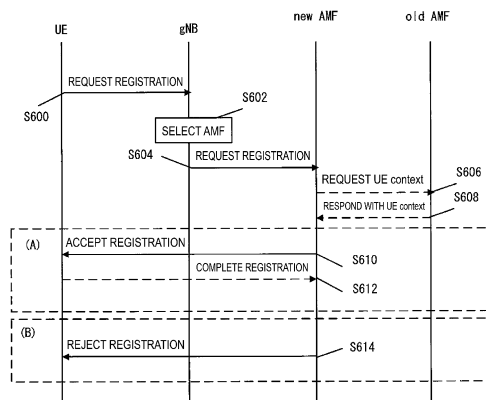 UE gNB new AMF old AMF
REQUEST REGISTRATION
S600
S602
SELECT AMF
S604
REQUEST REGISTRATION
REQUEST UE context
S606
RESPOND WITH UE context
S608
(A)
ACCEPT REGISTRATION
S610
COMPLETE REGISTRATION
S612
(B)
REJECT REGISTRATION
S614